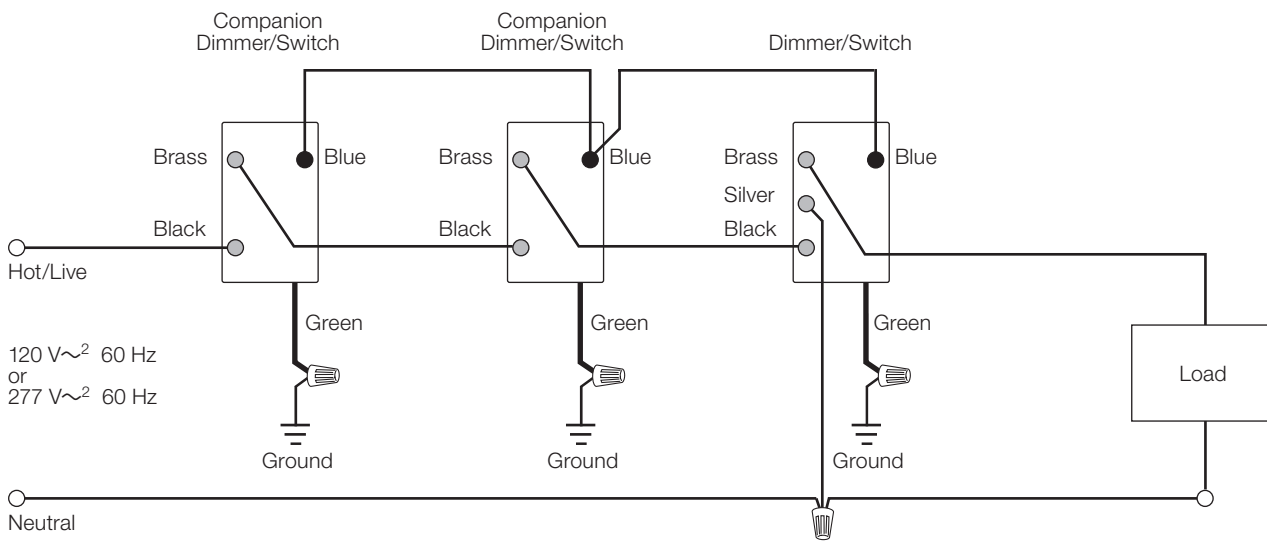 Companion
Dimmer/Switch
Companion
Dimmer/Switch
Dimmer/Switch
Brass
Blue
Brass
Blue
Brass
Blue
Silver
Black
Black
Black
Hot/Live
Green
Green
Green
120 V~² 60 Hz
or
277 V~² 60 Hz
Load
Ground
Ground
Ground
Neutral